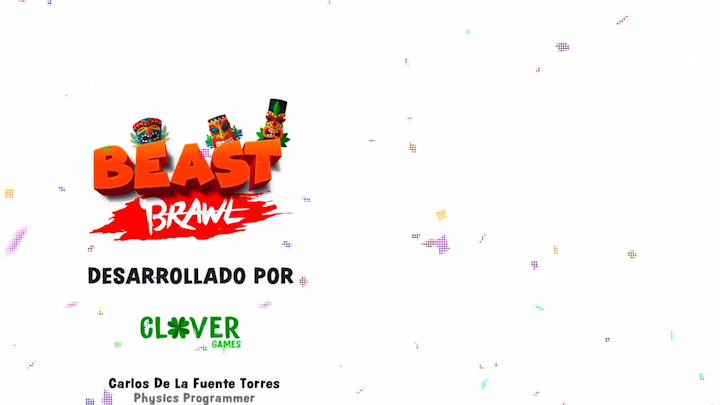 BEAST
BRAWL
DESARROLLADO POR
CLOVER
GAMES
Carlos De La Fuente Torres
Physics Programmer